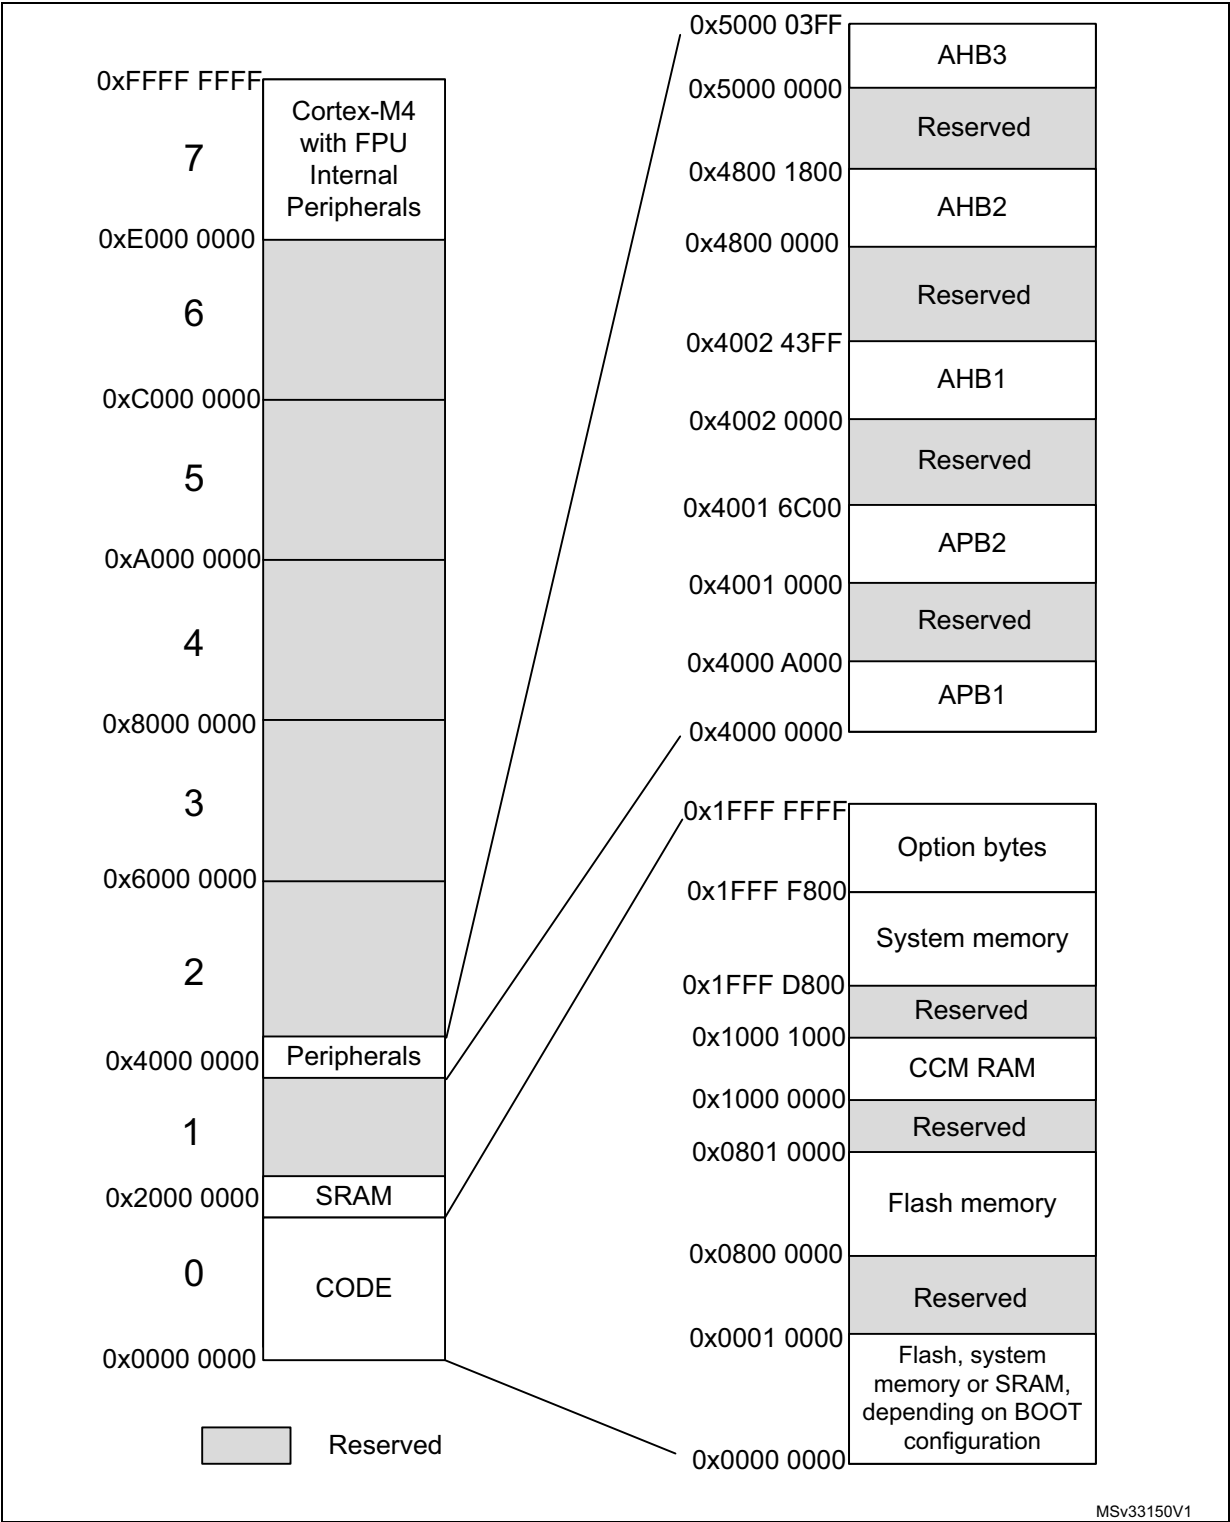 0xFFFF FFFF
Cortex-M4
with FPU
Internal
Peripherals
7
0xE000 0000
6
0xC000 0000
5
0xA000 0000
4
0x8000 0000
3
0x6000 0000
2
0x4000 0000
Peripherals
1
0x2000 0000
SRAM
0
CODE
0x0000 0000
Reserved
0x5000 03FF
AHB3
0x5000 0000
Reserved
0x4800 1800
AHB2
0x4800 0000
Reserved
0x4002 43FF
AHB1
0x4002 0000
Reserved
0x4001 6C00
APB2
0x4001 0000
Reserved
0x4000 A000
APB1
0x4000 0000
0x1FFF FFFF
Option bytes
0x1FFF F800
System memory
0x1FFF D800
Reserved
0x1000 1000
CCM RAM
0x1000 0000
Reserved
0x0801 0000
Flash memory
0x0800 0000
Reserved
0x0001 0000
Flash, system
memory or SRAM,
depending on BOOT
configuration
0x0000 0000
MSv33150V1